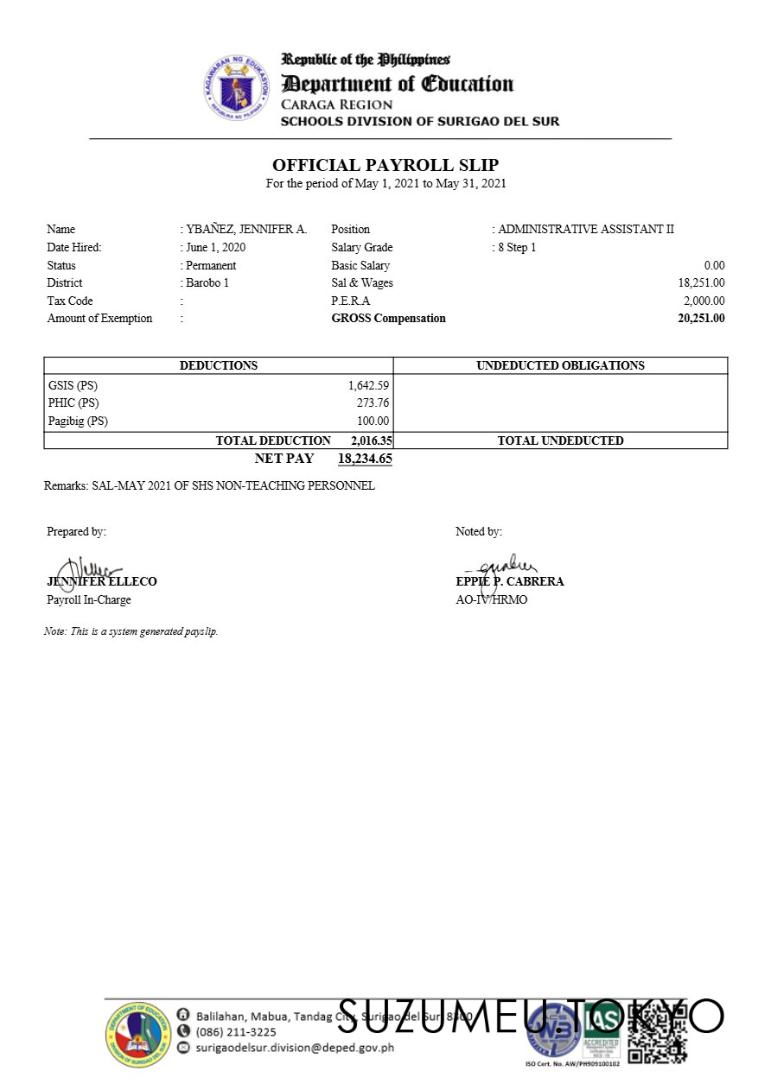 Republic of the Philippines
Department of Education
CARAGA REGION
SCHOOLS DIVISION OF SURIGAO DEL SUR
OFFICIAL PAYROLL SLIP
For the period of May 1, 2021 to May 31, 2021
Name : YBAÑEZ, JENNIFER A. Position : ADMINISTRATIVE ASSISTANT II
Date Hired: : June 1, 2020 Salary Grade : 8 Step 1
Status : Permanent Basic Salary 0.00
District : Barobo 1 Sal & Wages 18,251.00
Tax Code : P.E.R.A 2,000.00
Amount of Exemption : GROSS Compensation 20,251.00
DEDUCTIONS UNDEDUCTED OBLIGATIONS
GSIS (PS) 1,642.59
PHIC (PS) 273.76
Pagibig (PS) 100.00
TOTAL DEDUCTION 2,016.35 TOTAL UNDEDUCTED
NET PAY 18,234.65
Remarks: SAL-MAY 2021 OF SHS NON-TEACHING PERSONNEL
Prepared by: Noted by:
JENNIFER ELLECO EPPIE P. CABRERA
Payroll In-Charge AO-IV/HRMO
Note: This is a system generated payslip.
Balilahan, Mabua, Tandag City, Surigao del Sur 8300
(086) 211-3225
surigaodelsur.division@deped.gov.ph
SUZUMEU.TOKYO
ISO Cert. No. AW/PH909100102